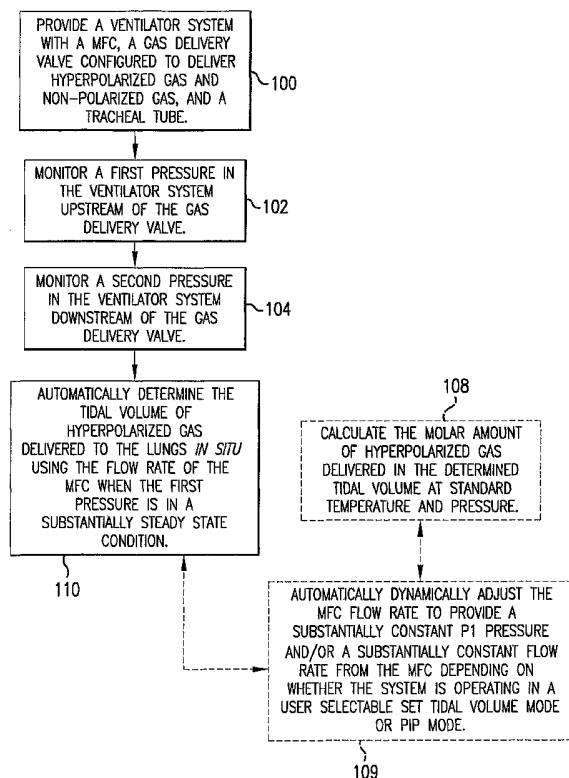 PROVIDE A VENTILATOR SYSTEM
WITH A MFC, A GAS DELIVERY
VALVE CONFIGURED TO DELIVER
HYPERPOLARIZED GAS AND
NON-POLARIZED GAS, AND A
TRACHEAL TUBE.
100
MONITOR A FIRST PRESSURE IN
THE VENTILATOR SYSTEM
UPSTREAM OF THE GAS
DELIVERY VALVE.
102
MONITOR A SECOND PRESSURE
IN THE VENTILATOR SYSTEM
DOWNSTREAM OF THE GAS
DELIVERY VALVE.
104
AUTOMATICALLY DETERMINE THE
TIDAL VOLUME OF
HYPERPOLARIZED GAS
DELIVERED TO THE LUNGS IN SITU
USING THE FLOW RATE OF THE
MFC WHEN THE FIRST
PRESSURE IS IN A
SUBSTANTIALLY STEADY STATE
CONDITION.
110
108
CALCULATE THE MOLAR AMOUNT
OF HYPERPOLARIZED GAS
DELIVERED IN THE DETERMINED
TIDAL VOLUME AT STANDARD
TEMPERATURE AND PRESSURE.
AUTOMATICALLY DYNAMICALLY ADJUST THE
MFC FLOW RATE TO PROVIDE A
SUBSTANTIALLY CONSTANT P1 PRESSURE
AND/OR A SUBSTANTIALLY CONSTANT FLOW
RATE FROM THE MFC DEPENDING ON
WHETHER THE SYSTEM IS OPERATING IN A
USER SELECTABLE SET TIDAL VOLUME MODE
OR PIP MODE.
109